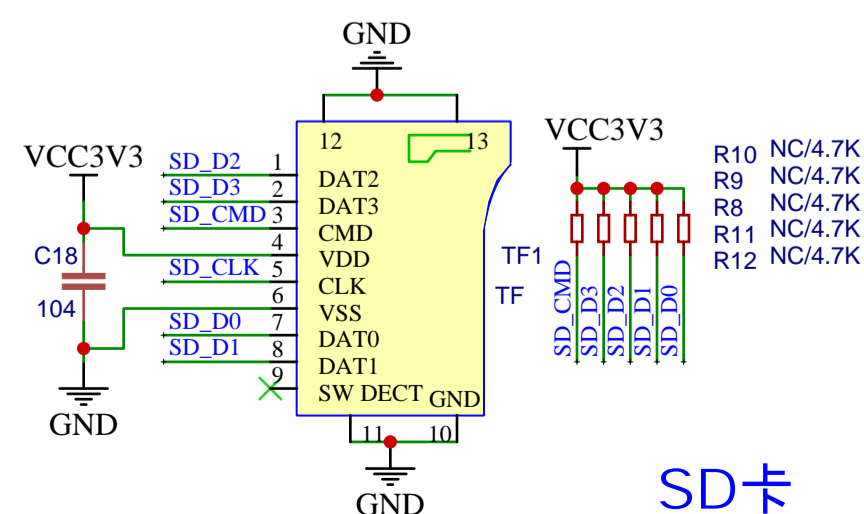 GND
12
13
VCC3V3
VCC3V3
R10 NC/4.7K
R9 NC/4.7K
R8 NC/4.7K
R11 NC/4.7K
R12 NC/4.7K
SD_D2 1 DAT2
SD_D3 2 DAT3
SD_CMD 3 CMD
4 VDD
SD_CLK 5 CLK
6 VSS
SD_D0 7 DAT0
SD_D1 8 DAT1
9 SW DECT GND
C18
104
TF1
TF
SD_CMD
SD_D3
SD_D2
SD_D1
SD_D0
GND
11
10
GND
SD卡